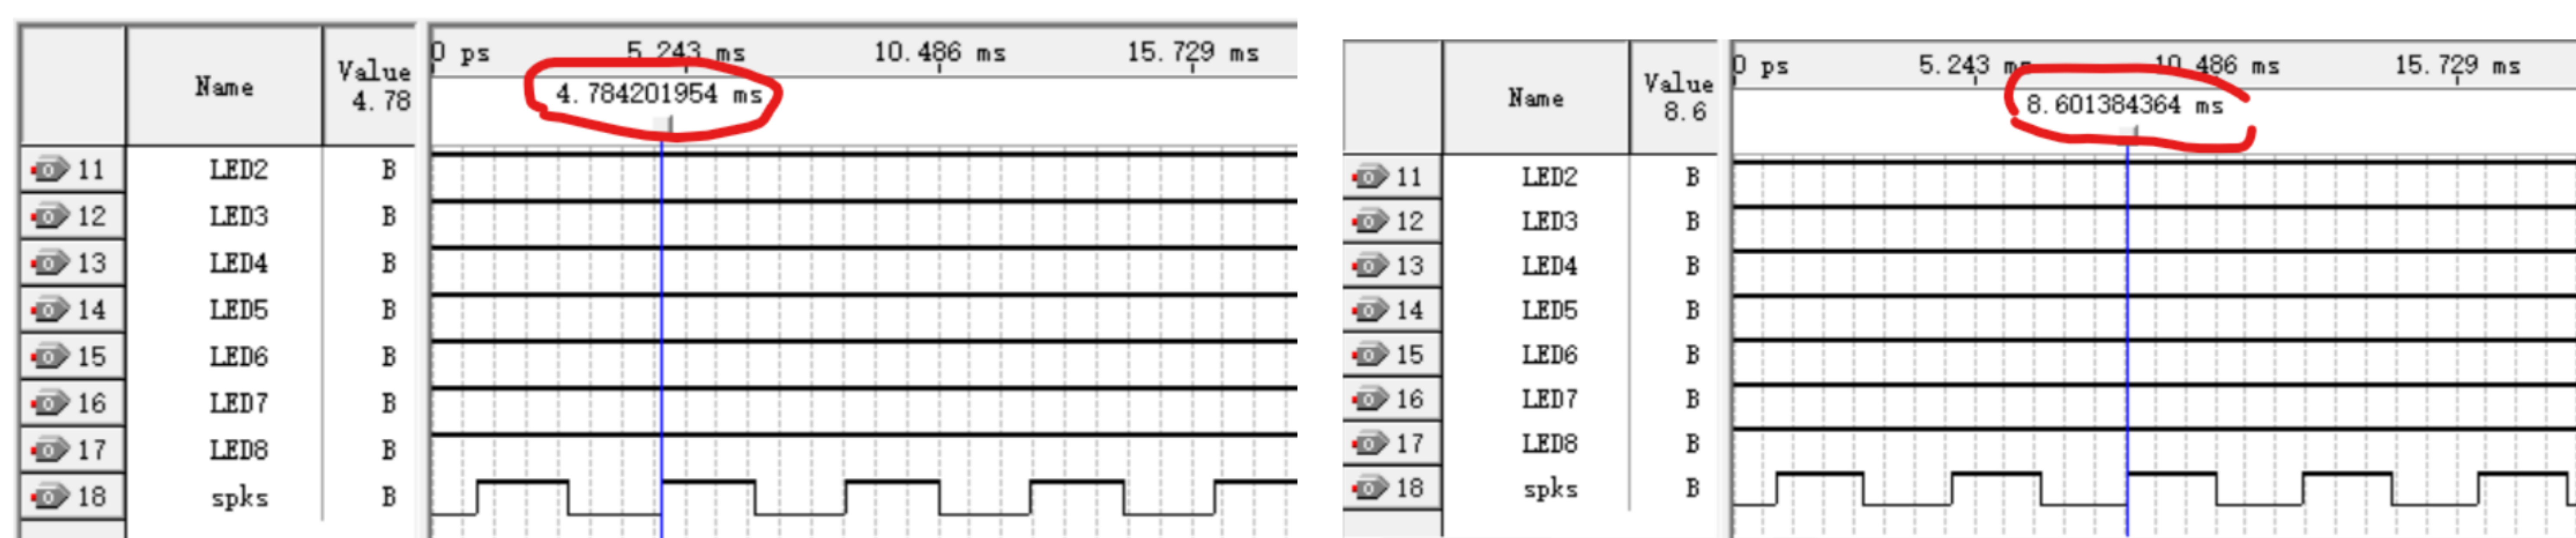 Name
Value
4.78
0 ps
5.243 ms
10.486 ms
15.729 ms
4.784201954 ms
11 LED2 B
12 LED3 B
13 LED4 B
14 LED5 B
15 LED6 B
16 LED7 B
17 LED8 B
18 spks B
Name
Value
8.6
0 ps
5.243 ms
10.486 ms
15.729 ms
8.601384364 ms
11 LED2 B
12 LED3 B
13 LED4 B
14 LED5 B
15 LED6 B
16 LED7 B
17 LED8 B
18 spks B